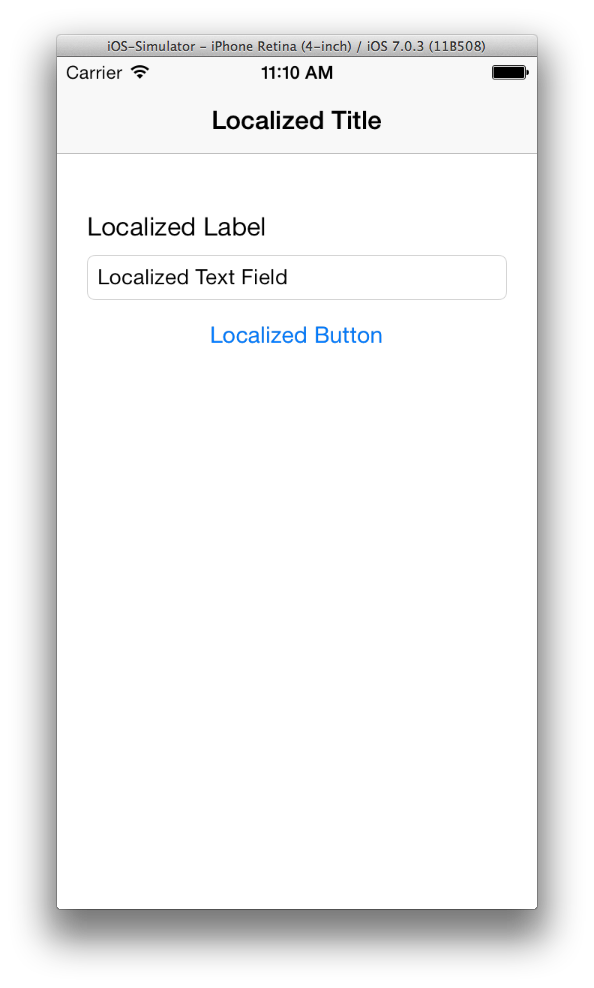 iOS-Simulator - iPhone Retina (4-inch) / iOS 7.0.3 (11B508)
Carrier 11:10 AM
Localized Title
Localized Label
Localized Text Field
Localized Button